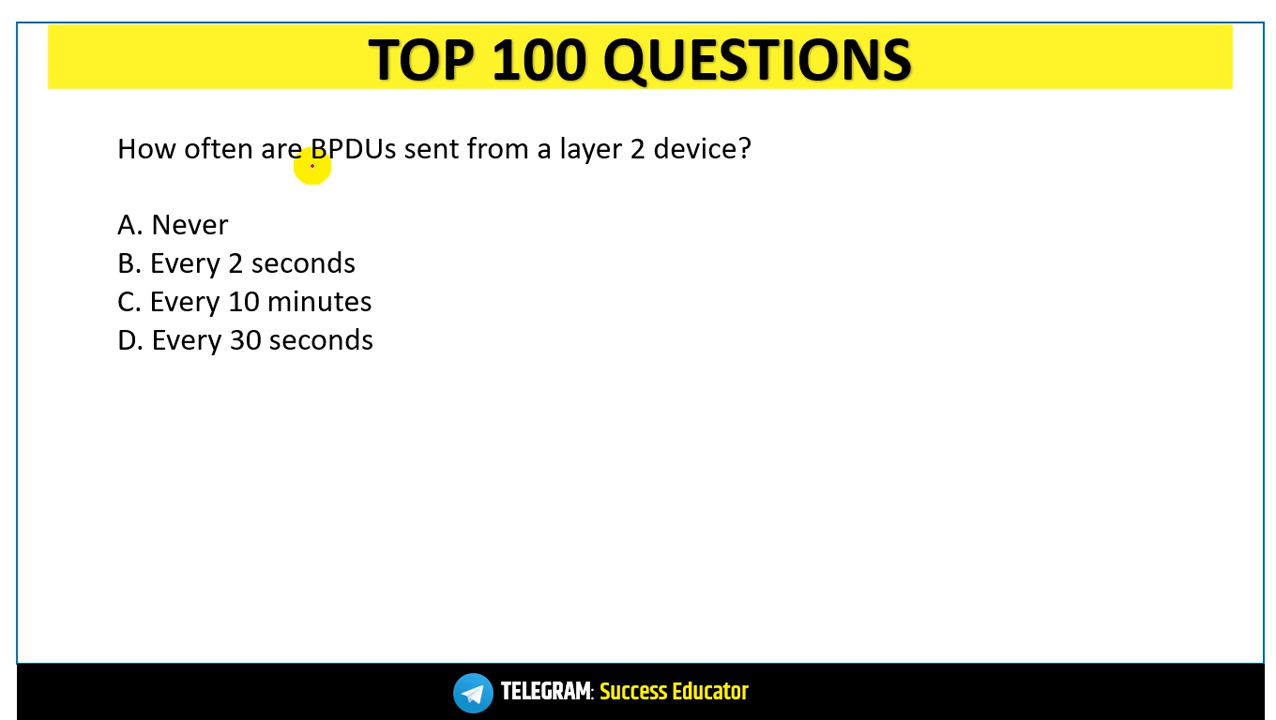 TOP 100 QUESTIONS
How often are BPDUs sent from a layer 2 device?
A. Never
B. Every 2 seconds
C. Every 10 minutes
D. Every 30 seconds
TELEGRAM: Success Educator